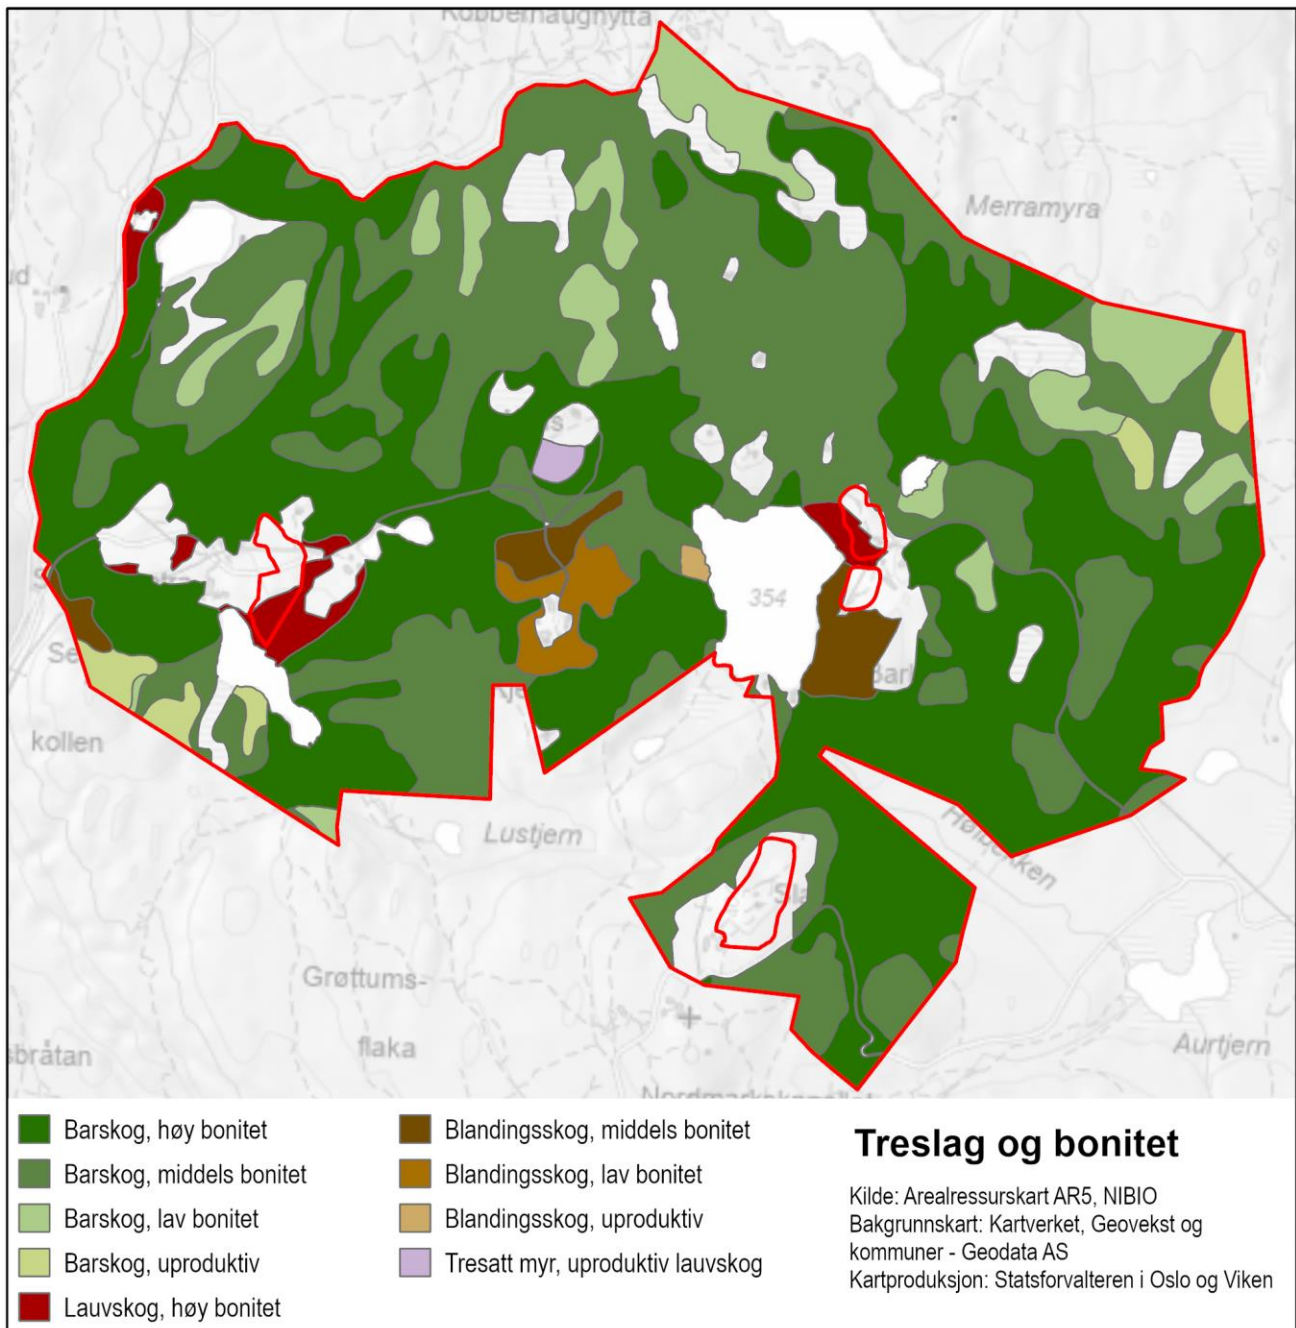 Kobberhaughytta
Merramyra
354
kollen
Lustjern
Grøttums-
flaka
sbråtan
Aurtjern
Barskog, høy bonitet
Barskog, middels bonitet
Barskog, lav bonitet
Barskog, uproduktiv
Lauvskog, høy bonitet
Blandingsskog, middels bonitet
Blandingsskog, lav bonitet
Blandingsskog, uproduktiv
Tresatt myr, uproduktiv lauvskog
Treslag og bonitet
Kilde: Arealressurskart AR5, NIBIO
Bakgrunnskart: Kartverket, Geovekst og
kommuner - Geodata AS
Kartproduksjon: Statsforvalteren i Oslo og Viken